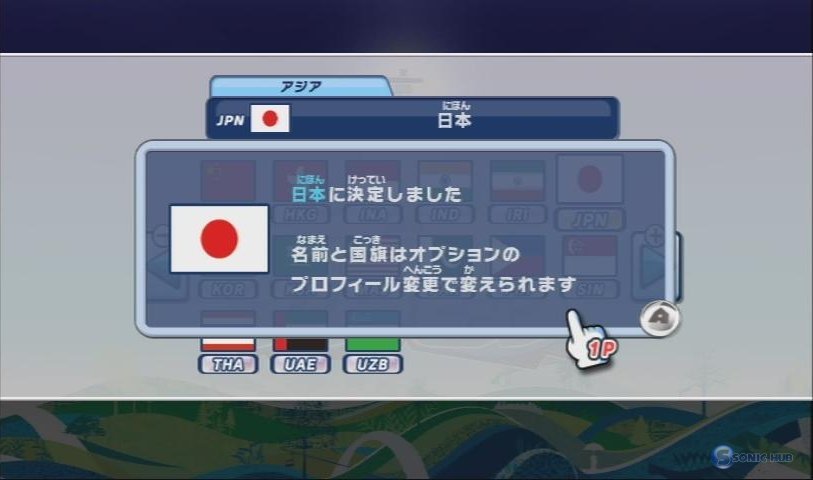 アジア
JPN
にほん
日本
にほん けってい
日本に決定しました
なまえ こっき
名前と国旗はオプションの
へんこう か
プロフィール変更で変えられます
HKG INA IND IRI JPN
KOR SIN
A
1P
THA UAE UZB
SONIC HUB